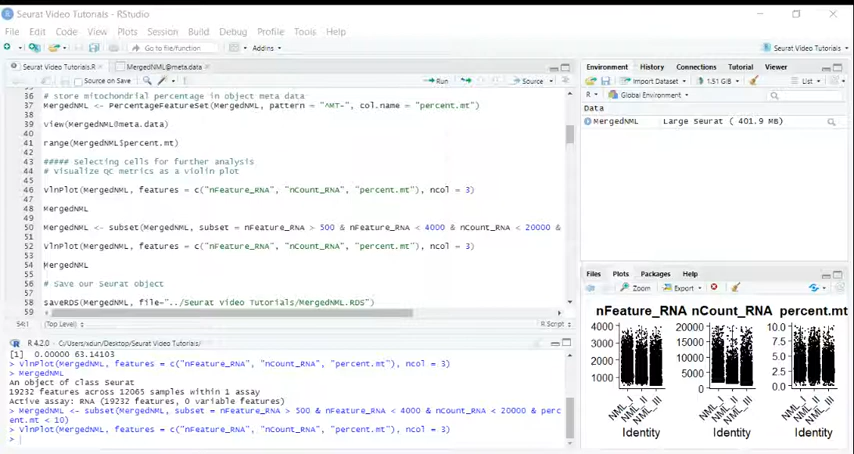 Seurat Video Tutorials - RStudio
File Edit Code View Plots Session Build Debug Profile Tools Help
Go to file/function Addins Seurat Video Tutorials
Seurat Video Tutorials.R MergedNML@meta.data
Source on Save Run Source
36 # store mitochondrial percentage in object meta data
37 MergedNML <- PercentageFeatureSet(MergedNML, pattern = "^MT-", col.name = "percent.mt")
38
39 view(MergedNML@meta.data)
40
41 range(MergedNML$percent.mt)
42
43 ##### Selecting cells for further analysis
44 # visualize QC metrics as a violin plot
45
46 VlnPlot(MergedNML, features = c("nFeature_RNA", "nCount_RNA", "percent.mt"), ncol = 3)
47
48 MergedNML
49
50 MergedNML <- subset(MergedNML, subset = nFeature_RNA > 500 & nFeature_RNA < 4000 & nCount_RNA < 20000 &
51
52 VlnPlot(MergedNML, features = c("nFeature_RNA", "nCount_RNA", "percent.mt"), ncol = 3)
53
54 MergedNML
55
56 # Save our Seurat object
57
58 saveRDS(MergedNML, file="../Seurat Video Tutorials/MergedNML.RDS")
59
54:1 (Top Level) R Script
R 4.2.0 · C:/Users/xdun/Desktop/Seurat Video Tutorials/
[1] 0.00000 63.14103
> VlnPlot(MergedNML, features = c("nFeature_RNA", "nCount_RNA", "percent.mt"), ncol = 3)
> MergedNML
An object of class Seurat
19232 features across 12065 samples within 1 assay
Active assay: RNA (19232 features, 0 variable features)
> MergedNML <- subset(MergedNML, subset = nFeature_RNA > 500 & nFeature_RNA < 4000 & nCount_RNA < 20000 & perc
ent.mt < 10)
> VlnPlot(MergedNML, features = c("nFeature_RNA", "nCount_RNA", "percent.mt"), ncol = 3)
>
Environment History Connections Tutorial Viewer
Import Dataset 1.51 GiB List
R Global Environment
Data
MergedNML Large Seurat ( 401.9 MB)
Files Plots Packages Help
Zoom Export
nFeature_RNA nCount_RNA percent.mt
4000 20000 10.0
3000 15000 7.5
2000 10000 5.0
1000 5000 2.5
0 0.0
NML_I NML_II NML_III NML_I NML_II NML_III NML_I NML_II NML_III
Identity Identity Identity